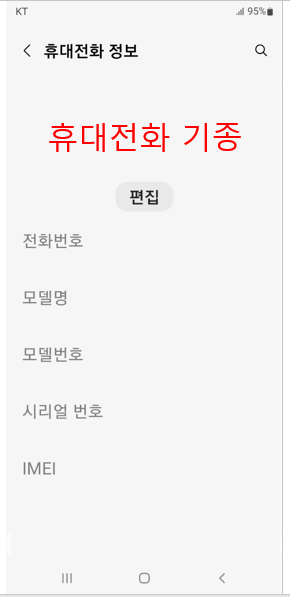 KT 95%
휴대전화 정보
휴대전화 기종
편집
전화번호
모델명
모델번호
시리얼 번호
IMEI